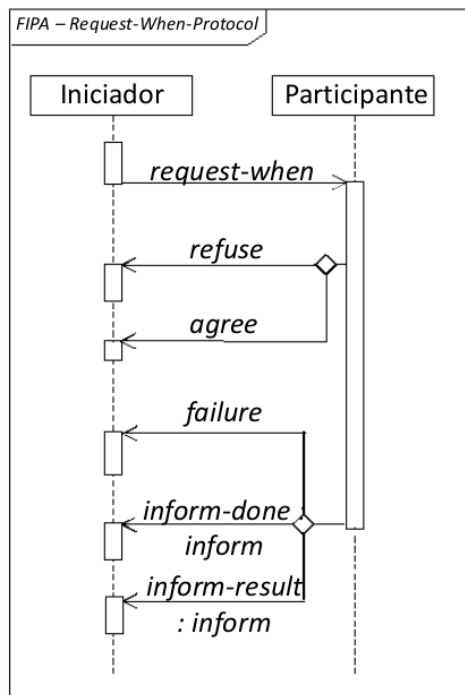 FIPA – Request-When-Protocol
Iniciador
Participante
request-when
refuse
agree
failure
inform-done
inform
inform-result
: inform